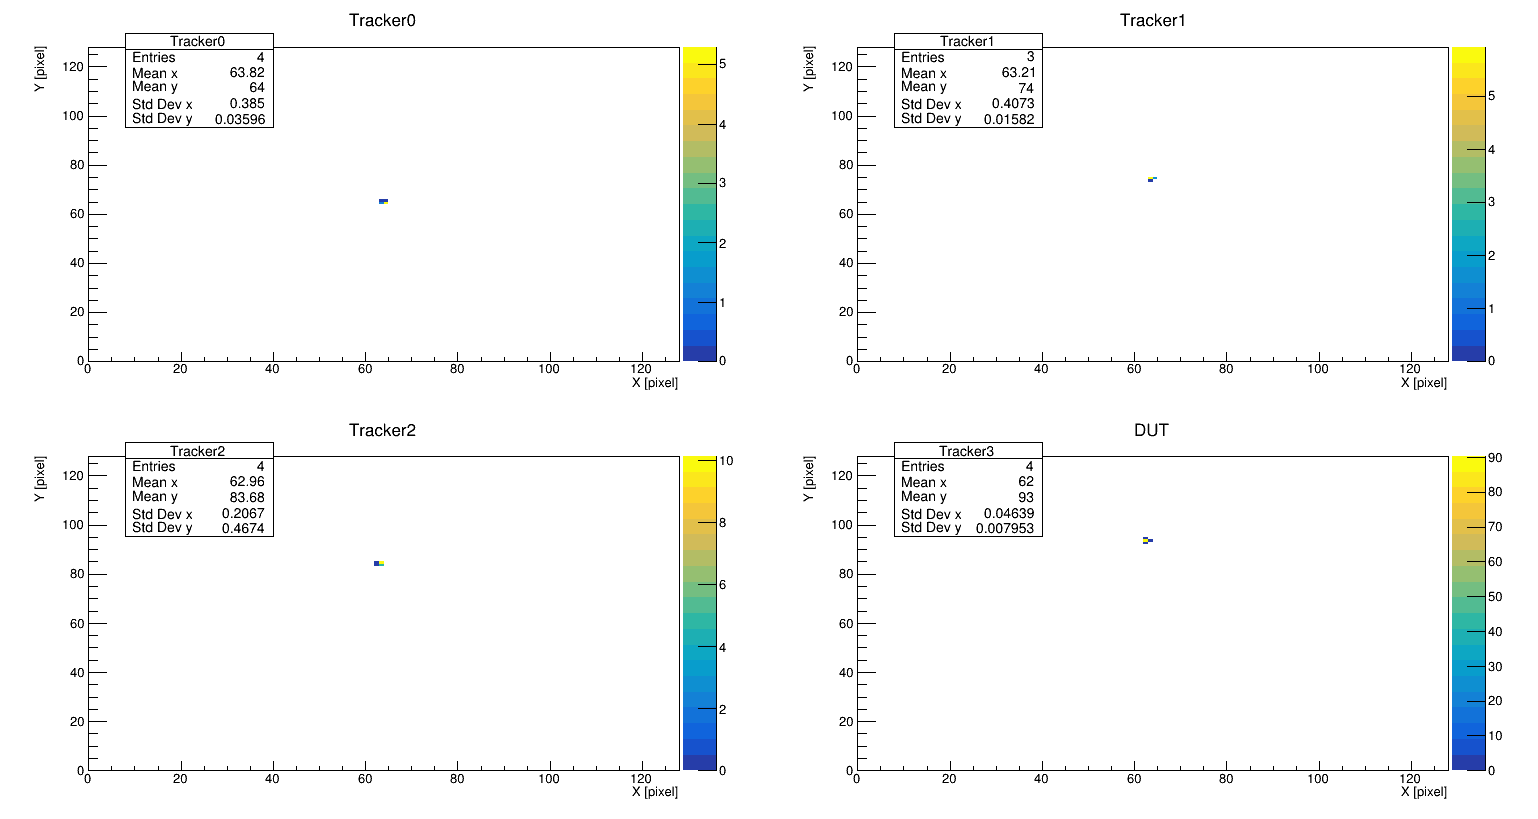 Tracker0
Tracker0
Entries 4
Mean x 63.82
Mean y 64
Std Dev x 0.385
Std Dev y 0.03596
Y [pixel]
120
100
80
60
40
20
0
0 20 40 60 80 100 120
X [pixel]
5
4
3
2
1
0
Tracker1
Tracker1
Entries 3
Mean x 63.21
Mean y 74
Std Dev x 0.4073
Std Dev y 0.01582
Y [pixel]
120
100
80
60
40
20
0
0 20 40 60 80 100 120
X [pixel]
5
4
3
2
1
0
Tracker2
Tracker2
Entries 4
Mean x 62.96
Mean y 83.68
Std Dev x 0.2067
Std Dev y 0.4674
Y [pixel]
120
100
80
60
40
20
0
0 20 40 60 80 100 120
X [pixel]
10
8
6
4
2
0
DUT
Tracker3
Entries 4
Mean x 62
Mean y 93
Std Dev x 0.04639
Std Dev y 0.007953
Y [pixel]
120
100
80
60
40
20
0
0 20 40 60 80 100 120
X [pixel]
90
80
70
60
50
40
30
20
10
0